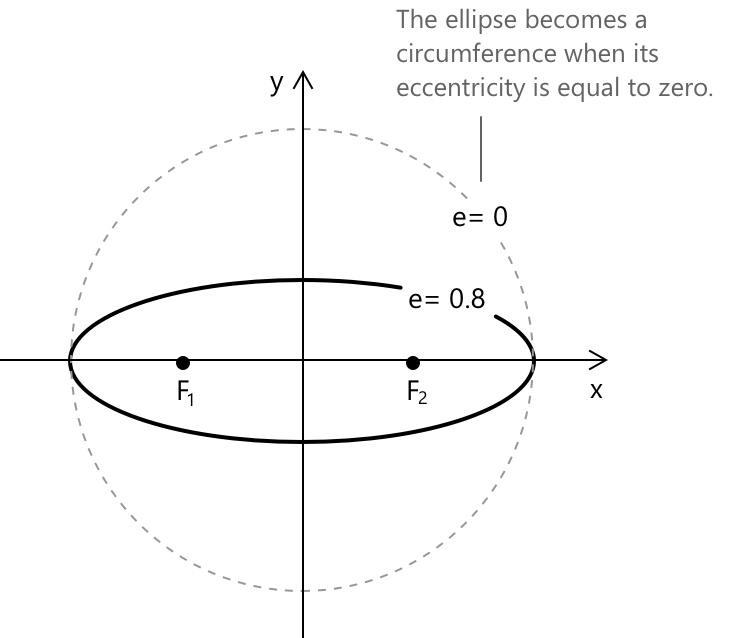 The ellipse becomes a
circumference when its
eccentricity is equal to zero.
y
e= 0
e= 0.8
F₁
F₂
x